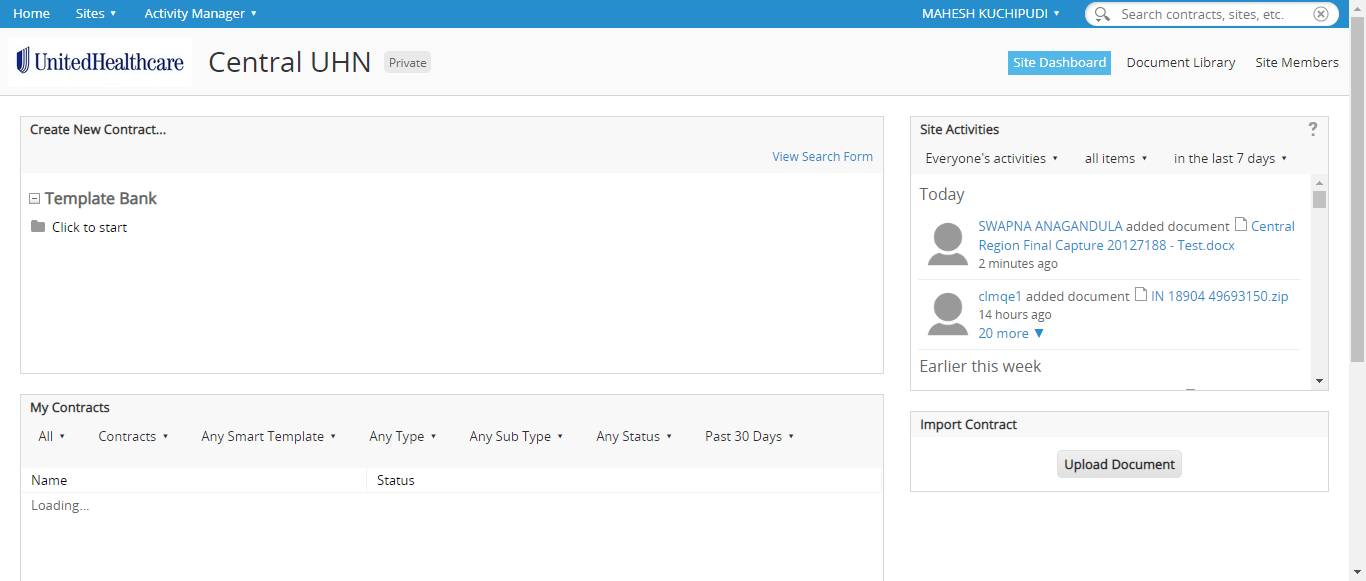 Home Sites Activity Manager MAHESH KUCHIPUDI Search contracts, sites, etc.
UnitedHealthcare Central UHN Private Site Dashboard Document Library Site Members
Create New Contract...
View Search Form
Template Bank
Click to start
My Contracts
All Contracts Any Smart Template Any Type Any Sub Type Any Status Past 30 Days
Name Status
Loading...
Site Activities ?
Everyone's activities all items in the last 7 days
Today
SWAPNA ANAGANDULA added document Central
Region Final Capture 20127188 - Test.docx
2 minutes ago
clmqe1 added document IN 18904 49693150.zip
14 hours ago
20 more ▼
Earlier this week
Import Contract
Upload Document